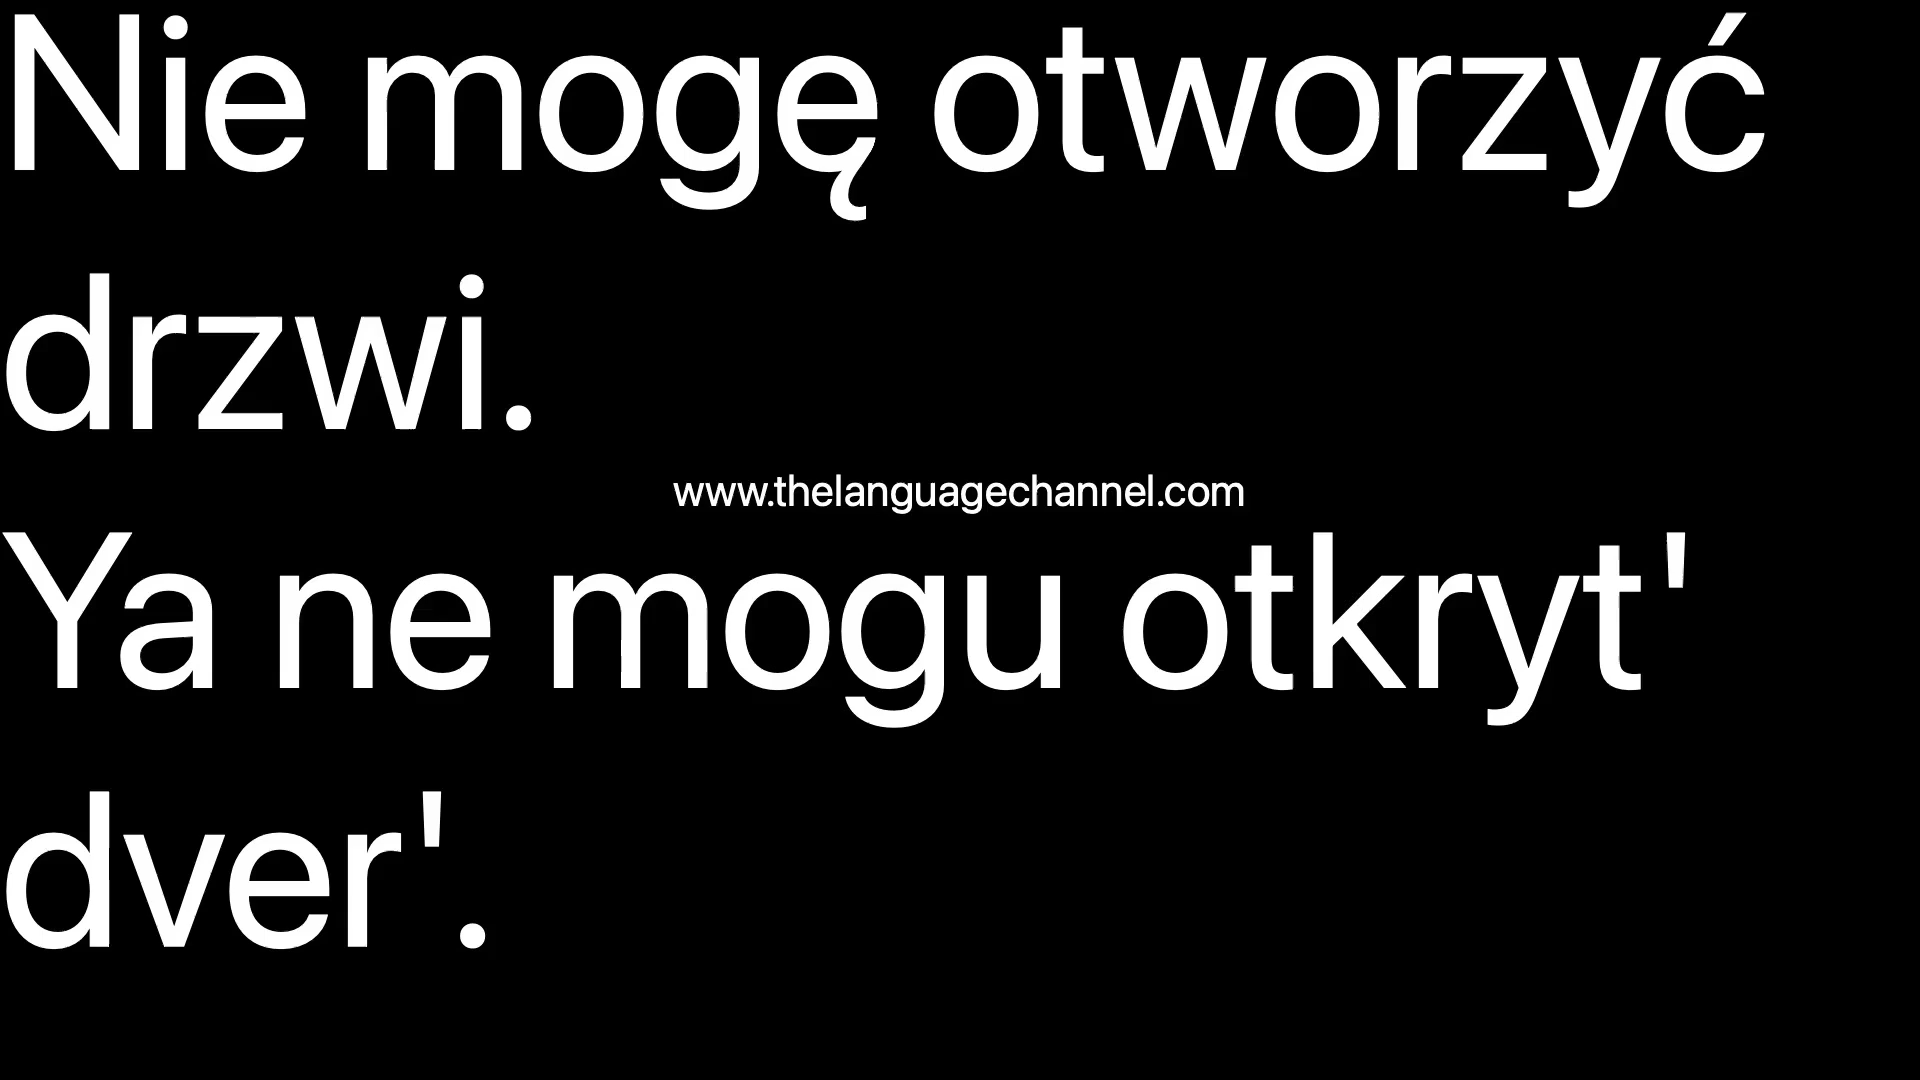 Nie mogę otworzyć
drzwi.
www.thelanguagechannel.com
Ya ne mogu otkryt'
dver'.